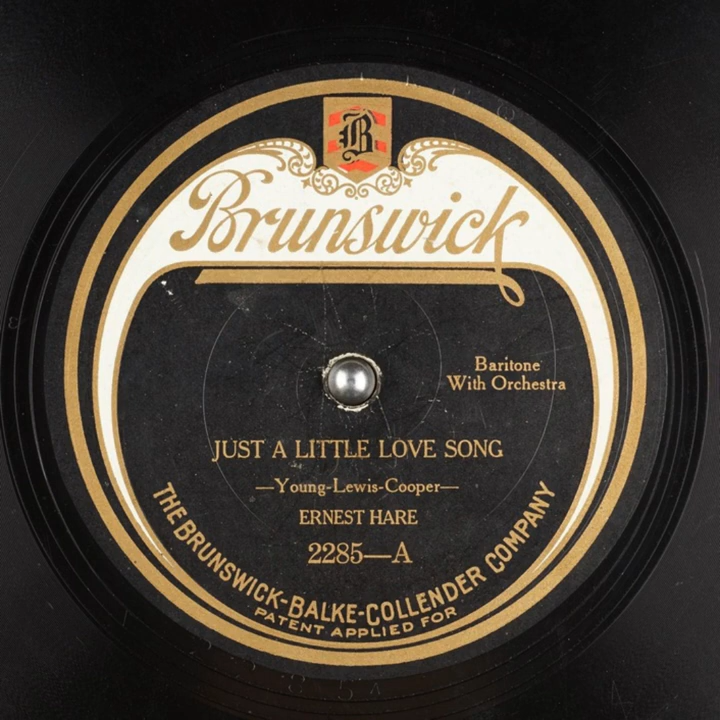 B
Brunswick
Baritone
With Orchestra
JUST A LITTLE LOVE SONG
—Young-Lewis-Cooper—
ERNEST HARE
2285—A
THE BRUNSWICK-BALKE-COLLENDER COMPANY
PATENT APPLIED FOR